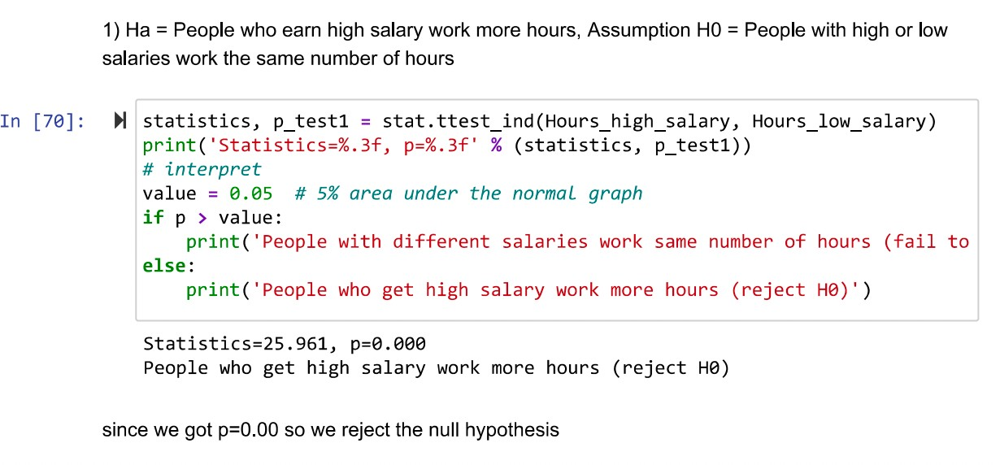 1) Ha = People who earn high salary work more hours, Assumption H0 = People with high or low
salaries work the same number of hours
In [70]:
statistics, p_test1 = stat.ttest_ind(Hours_high_salary, Hours_low_salary)
print('Statistics=%.3f, p=%.3f' % (statistics, p_test1))
# interpret
value = 0.05  # 5% area under the normal graph
if p > value:
    print('People with different salaries work same number of hours (fail to
else:
    print('People who get high salary work more hours (reject H0)')
Statistics=25.961, p=0.000
People who get high salary work more hours (reject H0)
since we got p=0.00 so we reject the null hypothesis